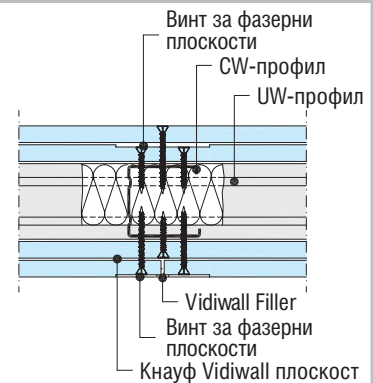 Винт за фазерни
плоскости
CW-профил
UW-профил
Vidiwall Filler
Винт за фазерни
плоскости
Кнауф Vidiwall плоскост